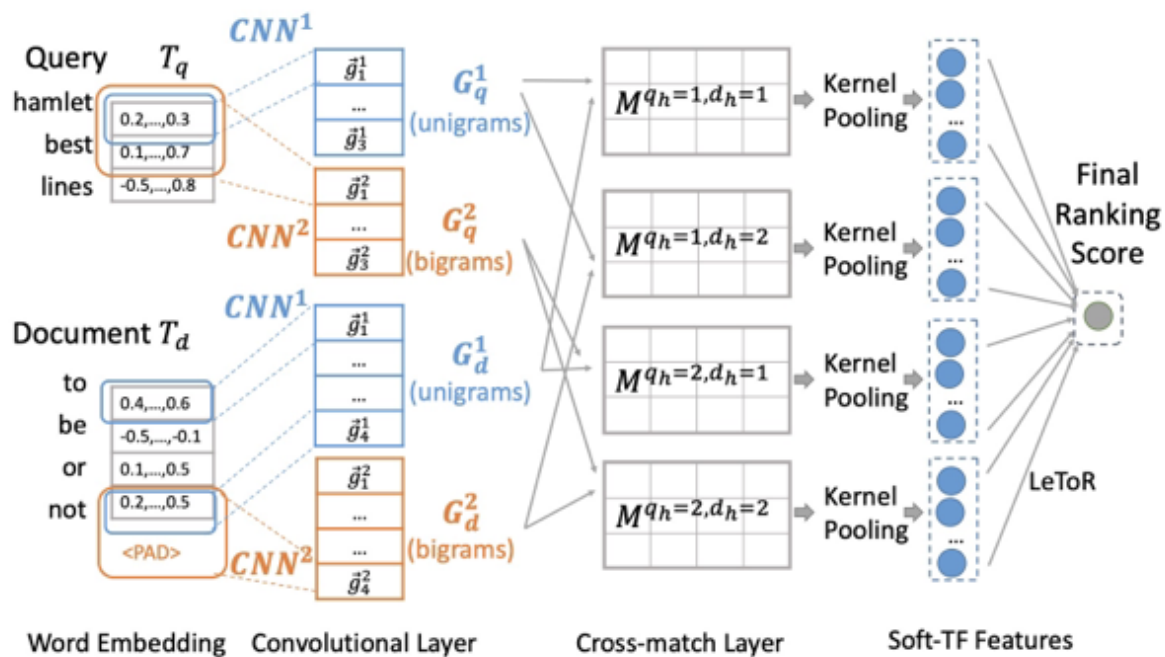 Query T_q
hamlet
best
lines
0.2,...,0.3
0.1,...,0.7
-0.5,...,0.8
CNN^1
CNN^2
g⃗_1^1
...
g⃗_3^1
G_q^1
(unigrams)
g⃗_1^2
...
g⃗_3^2
G_q^2
(bigrams)
Document T_d
to
be
or
not
0.4,...,0.6
-0.5,...,-0.1
0.1,...,0.5
0.2,...,0.5
<PAD>
CNN^1
CNN^2
g⃗_1^1
...
...
g⃗_4^1
G_d^1
(unigrams)
g⃗_1^2
...
...
g⃗_4^2
G_d^2
(bigrams)
M^{q_h=1,d_h=1}
Kernel
Pooling
...
M^{q_h=1,d_h=2}
Kernel
Pooling
...
M^{q_h=2,d_h=1}
Kernel
Pooling
...
M^{q_h=2,d_h=2}
Kernel
Pooling
...
Final
Ranking
Score
LeToR
Word Embedding Convolutional Layer Cross-match Layer Soft-TF Features